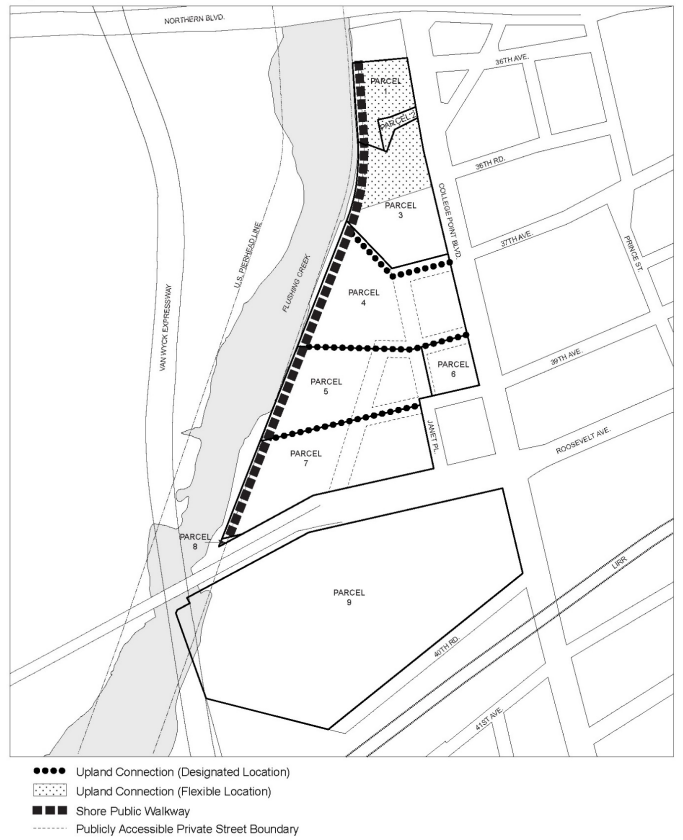 NORTHERN BLVD.
36TH AVE.
PARCEL
1
PARCEL 2
36TH RD.
COLLEGE POINT BLVD.
PARCEL
3
37TH AVE.
PRINCE ST.
U.S. PIERHEAD LINE
FLUSHING CREEK
VAN WYCK EXPRESSWAY
PARCEL
4
39TH AVE.
PARCEL
6
PARCEL
5
JANET PL.
ROOSEVELT AVE.
PARCEL
7
PARCEL
8
LIRR
PARCEL
9
40TH RD.
41ST AVE.
Upland Connection (Designated Location)
Upland Connection (Flexible Location)
Shore Public Walkway
Publicly Accessible Private Street Boundary